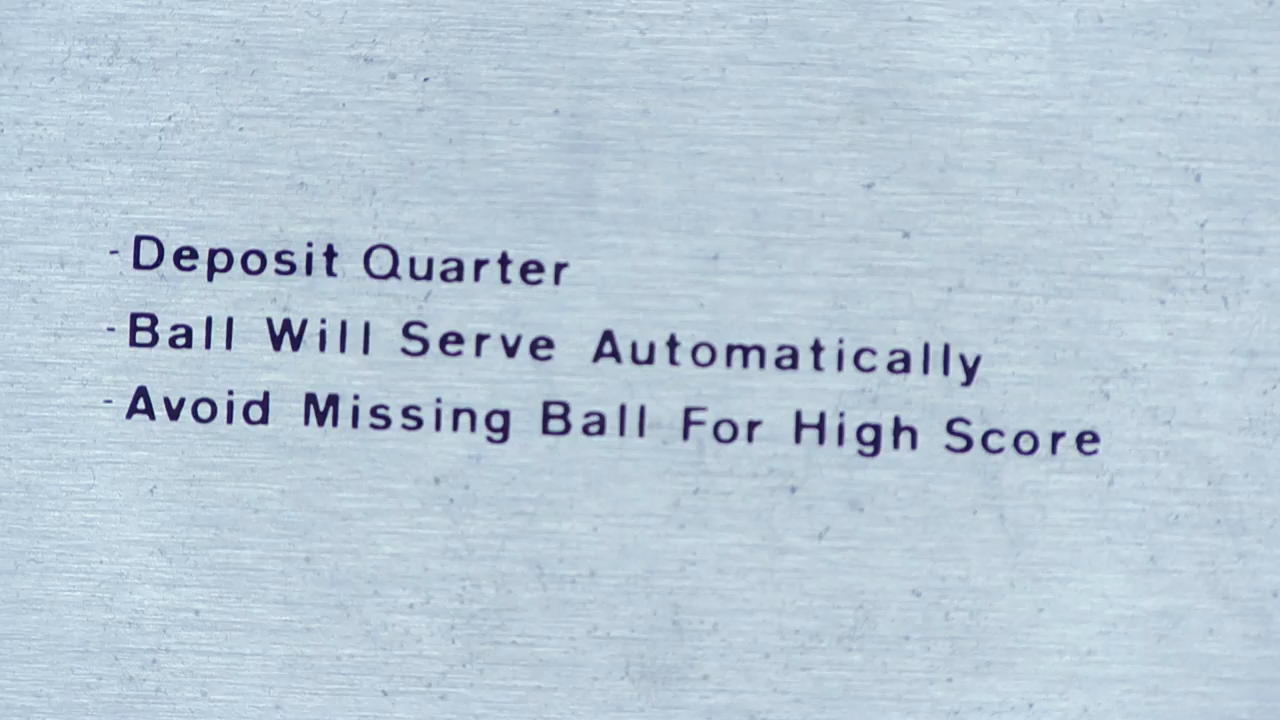 -Deposit Quarter
-Ball Will Serve Automatically
-Avoid Missing Ball For High Score